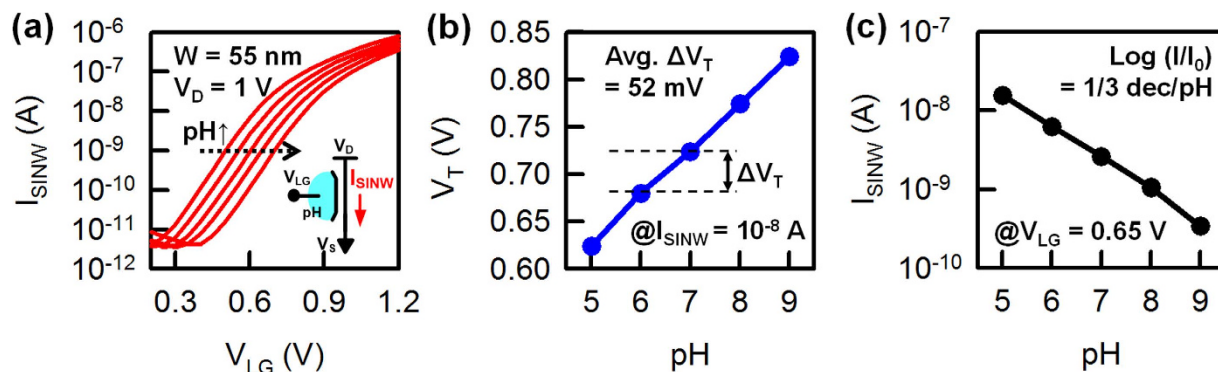 (a)
I_SINW (A)
10⁻⁶
10⁻⁷
10⁻⁸
10⁻⁹
10⁻¹⁰
10⁻¹¹
10⁻¹²
W = 55 nm
V_D = 1 V
pH↑
V_D
V_LG
I_SINW
pH
V_S
0.3 0.6 0.9 1.2
V_LG (V)
(b)
V_T (V)
0.85
0.80
0.75
0.70
0.65
0.60
Avg. ΔV_T
= 52 mV
ΔV_T
@I_SINW = 10⁻⁸ A
5 6 7 8 9
pH
(c)
I_SINW (A)
10⁻⁷
10⁻⁸
10⁻⁹
10⁻¹⁰
Log (I/I₀)
= 1/3 dec/pH
@V_LG = 0.65 V
5 6 7 8 9
pH